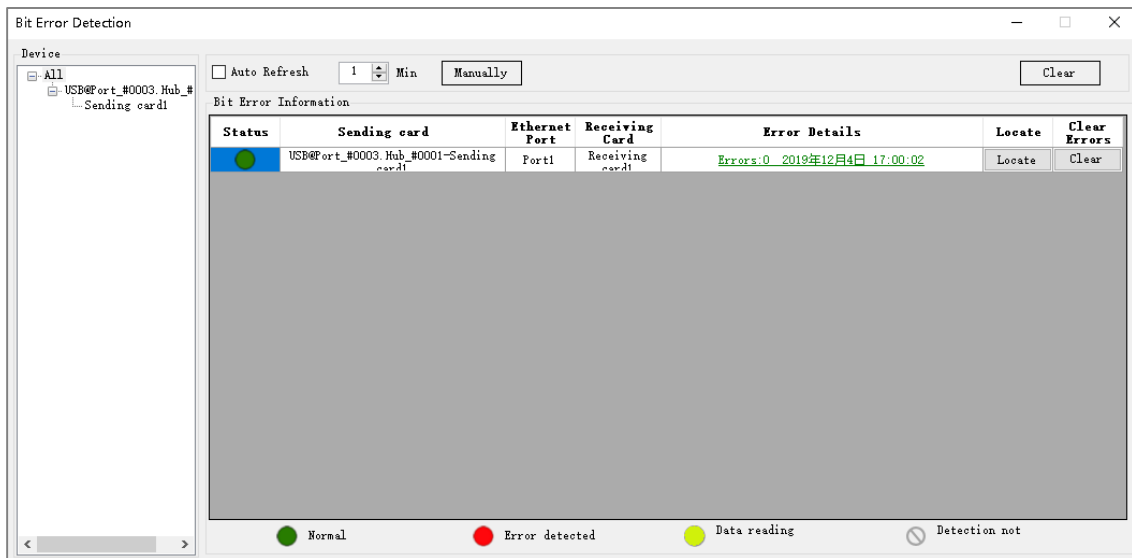 Bit Error Detection
Device
All
USB@Port_#0003.Hub_#
Sending card1
Auto Refresh 1 Min Manually Clear
Bit Error Information
Status Sending card Ethernet Port Receiving Card Error Details Locate Clear Errors
USB@Port_#0003.Hub_#0001-Sending card1 Port1 Receiving card1 Errors:0 2019年12月4日 17:00:02 Locate Clear
Normal Error detected Data reading Detection not